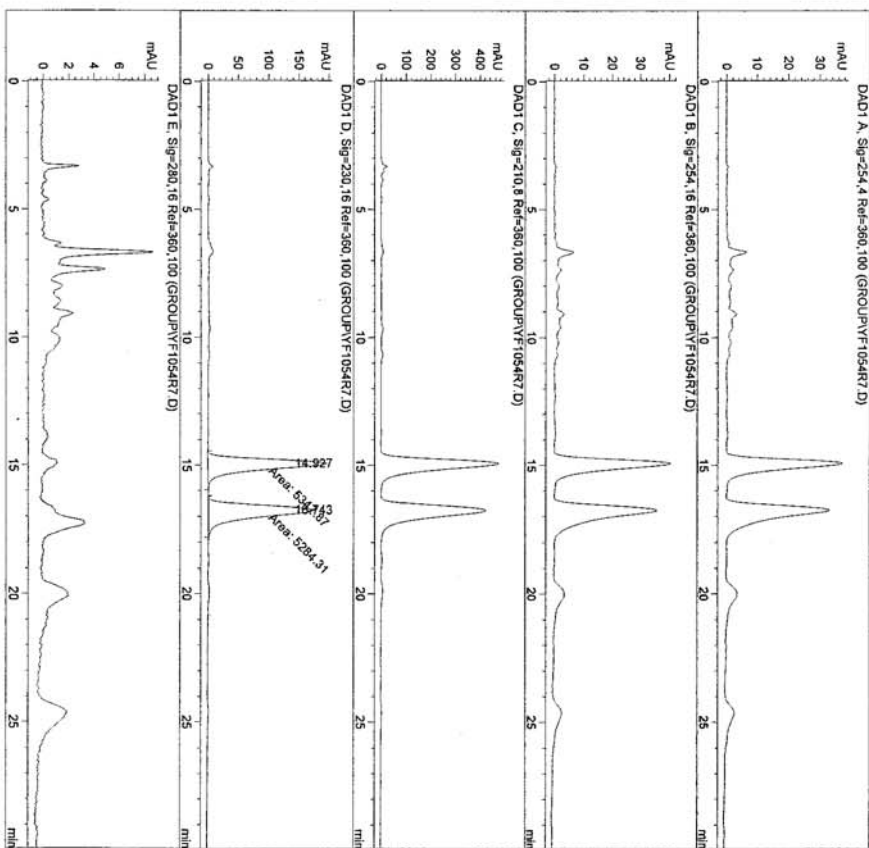 DAD1 A, Sig=254,4 Ref=360,100 (GROUP\YF1054R7.D)
mAU
30
20
10
0
0 5 10 15 20 25 min
DAD1 B, Sig=254,16 Ref=360,100 (GROUP\YF1054R7.D)
mAU
30
20
10
0
0 5 10 15 20 25 min
DAD1 C, Sig=210,8 Ref=360,100 (GROUP\YF1054R7.D)
mAU
400
300
200
100
0
0 5 10 15 20 25 min
DAD1 D, Sig=230,16 Ref=360,100 (GROUP\YF1054R7.D)
mAU
150
100
50
0
14.927
Area:
Area: 5284.31
0 5 10 15 20 25 min
DAD1 E, Sig=280,16 Ref=360,100 (GROUP\YF1054R7.D)
mAU
6
4
2
0
0 5 10 15 20 25 min